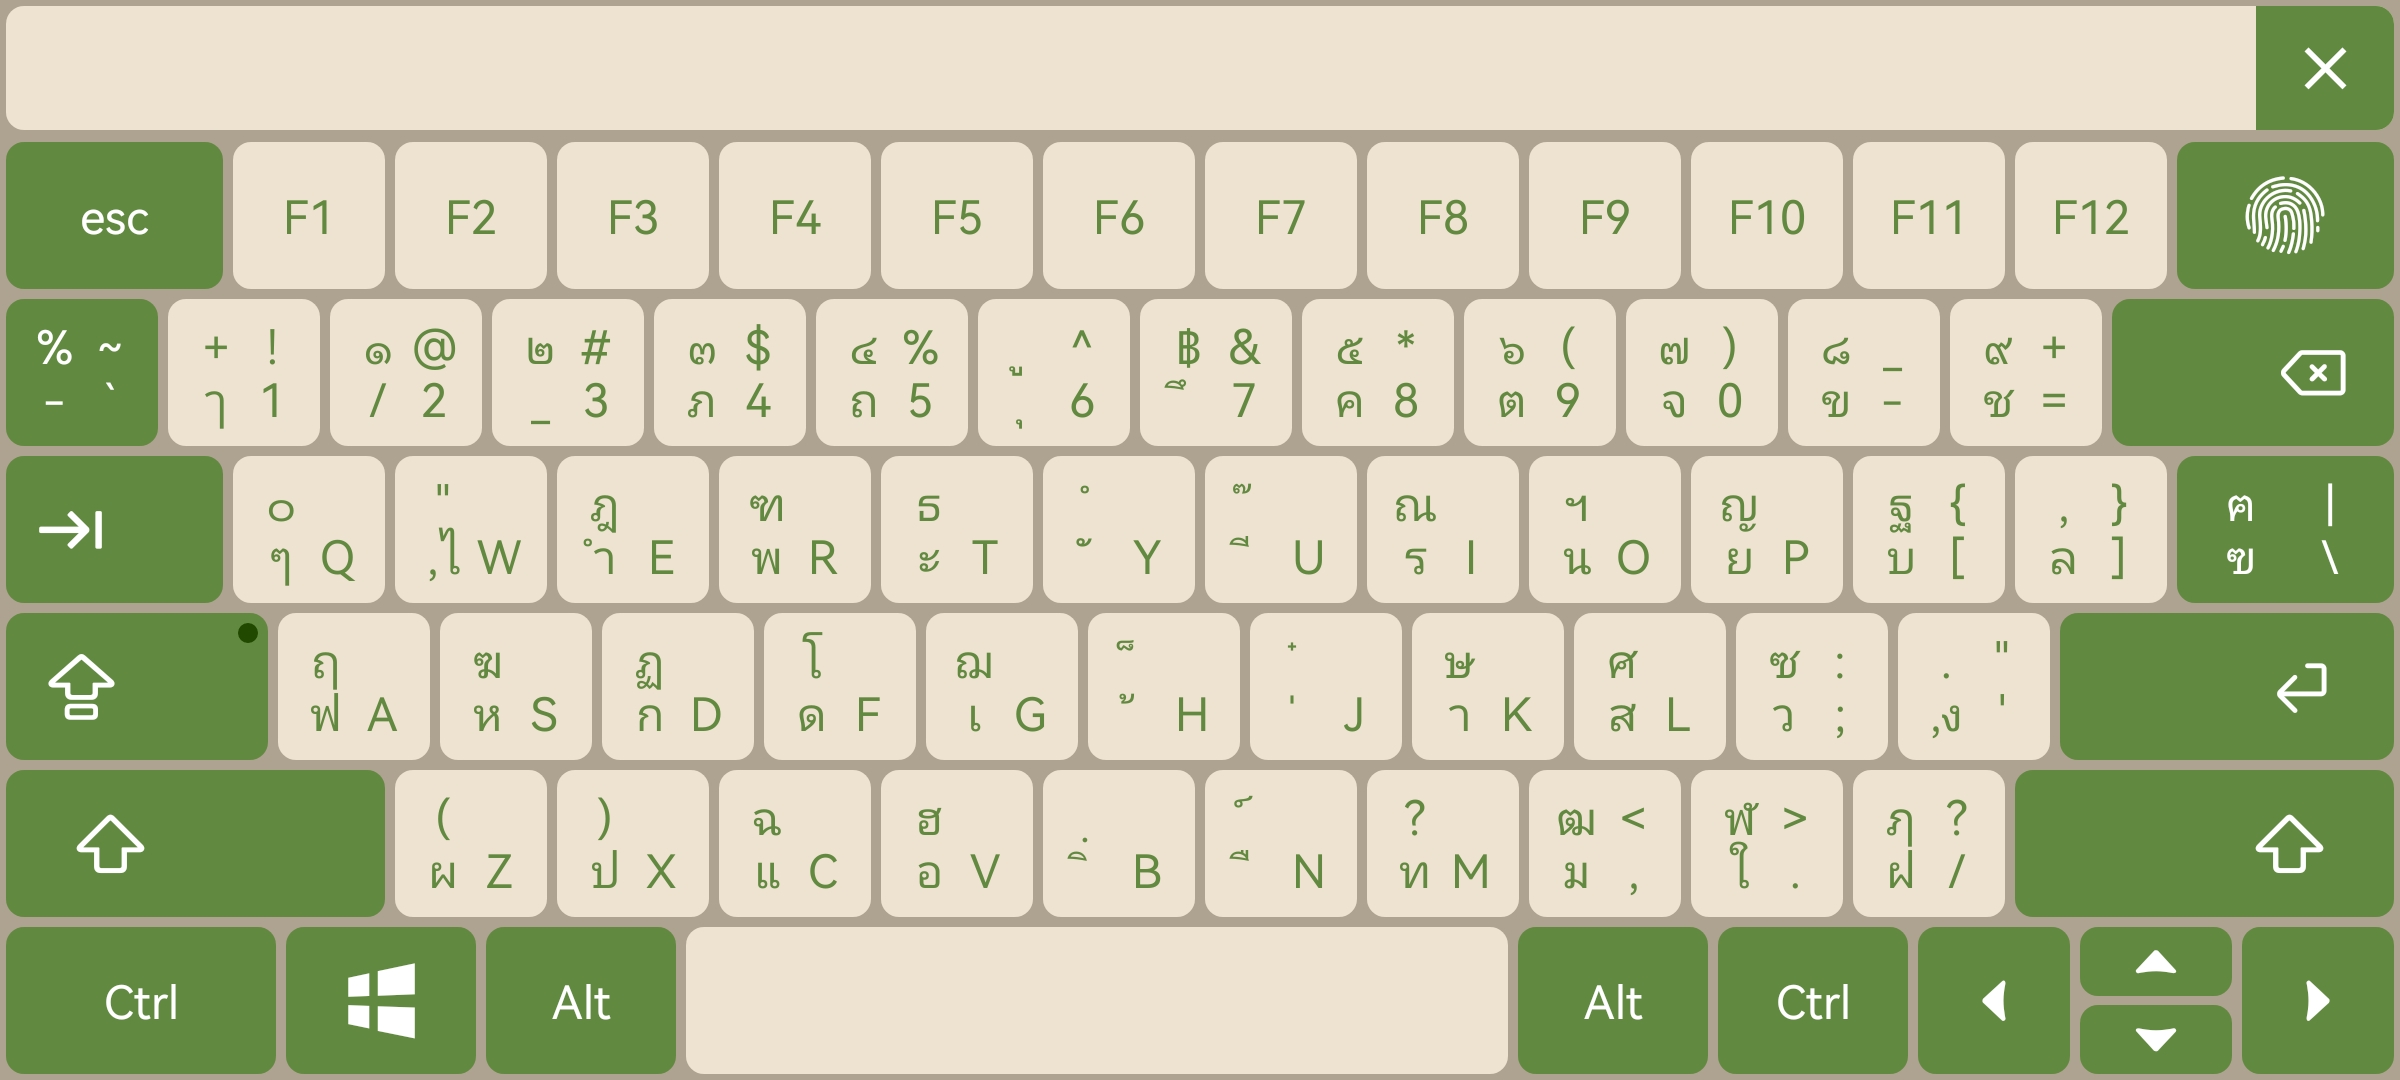 esc F1 F2 F3 F4 F5 F6 F7 F8 F9 F10 F11 F12
% ~ + ! ๑ @ ๒ # ๓ $ ๔ % ู ^ ฿ & ๕ * ๖ ( ๗ ) ๘ _ ๙ +
- ` ๅ 1 / 2 _ 3 ภ 4 ถ 5 ุ 6 ึ 7 ค 8 ต 9 จ 0 ข - ช =
๐ " ฎ ฑ ธ ํ ๊ ณ ฯ ญ ฐ { , } ฅ |
ๆ Q ,ไ W ำ E พ R ะ T ั Y ี U ร I น O ย P บ [ ล ] ฃ \
ฤ ฆ ฏ โ ฌ ็ ๋ ษ ศ ซ : . "
ฟ A ห S ก D ด F เ G ้ H ่ J า K ส L ว ; ,ง '
( ) ฉ ฮ ฺ ์ ? ฒ < ฬ > ฦ ?
ผ Z ป X แ C อ V ิ B ื N ท M ม , ใ . ฝ /
Ctrl Alt Alt Ctrl